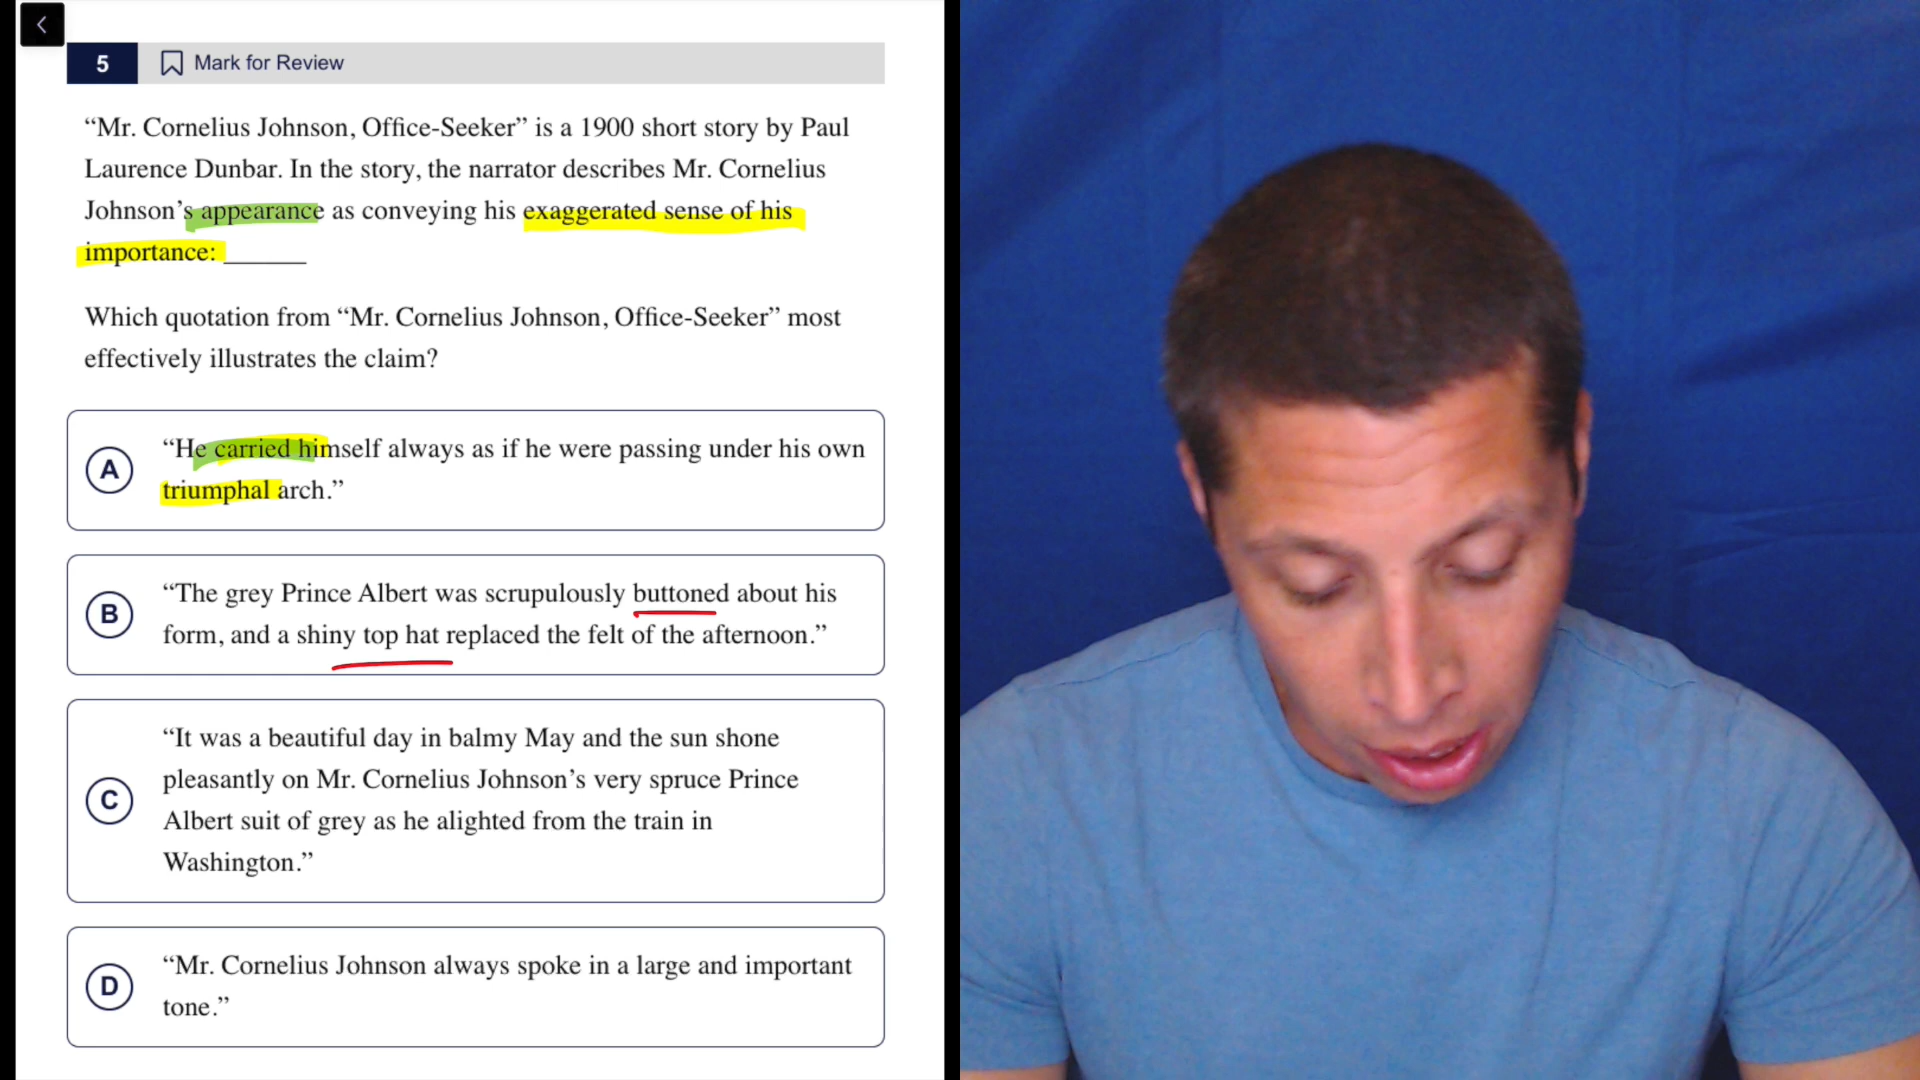 5 Mark for Review
“Mr. Cornelius Johnson, Office-Seeker” is a 1900 short story by Paul
Laurence Dunbar. In the story, the narrator describes Mr. Cornelius
Johnson’s appearance as conveying his exaggerated sense of his
importance: ______
Which quotation from “Mr. Cornelius Johnson, Office-Seeker” most
effectively illustrates the claim?
A
“He carried himself always as if he were passing under his own
triumphal arch.”
B
“The grey Prince Albert was scrupulously buttoned about his
form, and a shiny top hat replaced the felt of the afternoon.”
C
“It was a beautiful day in balmy May and the sun shone
pleasantly on Mr. Cornelius Johnson’s very spruce Prince
Albert suit of grey as he alighted from the train in
Washington.”
D
“Mr. Cornelius Johnson always spoke in a large and important
tone.”